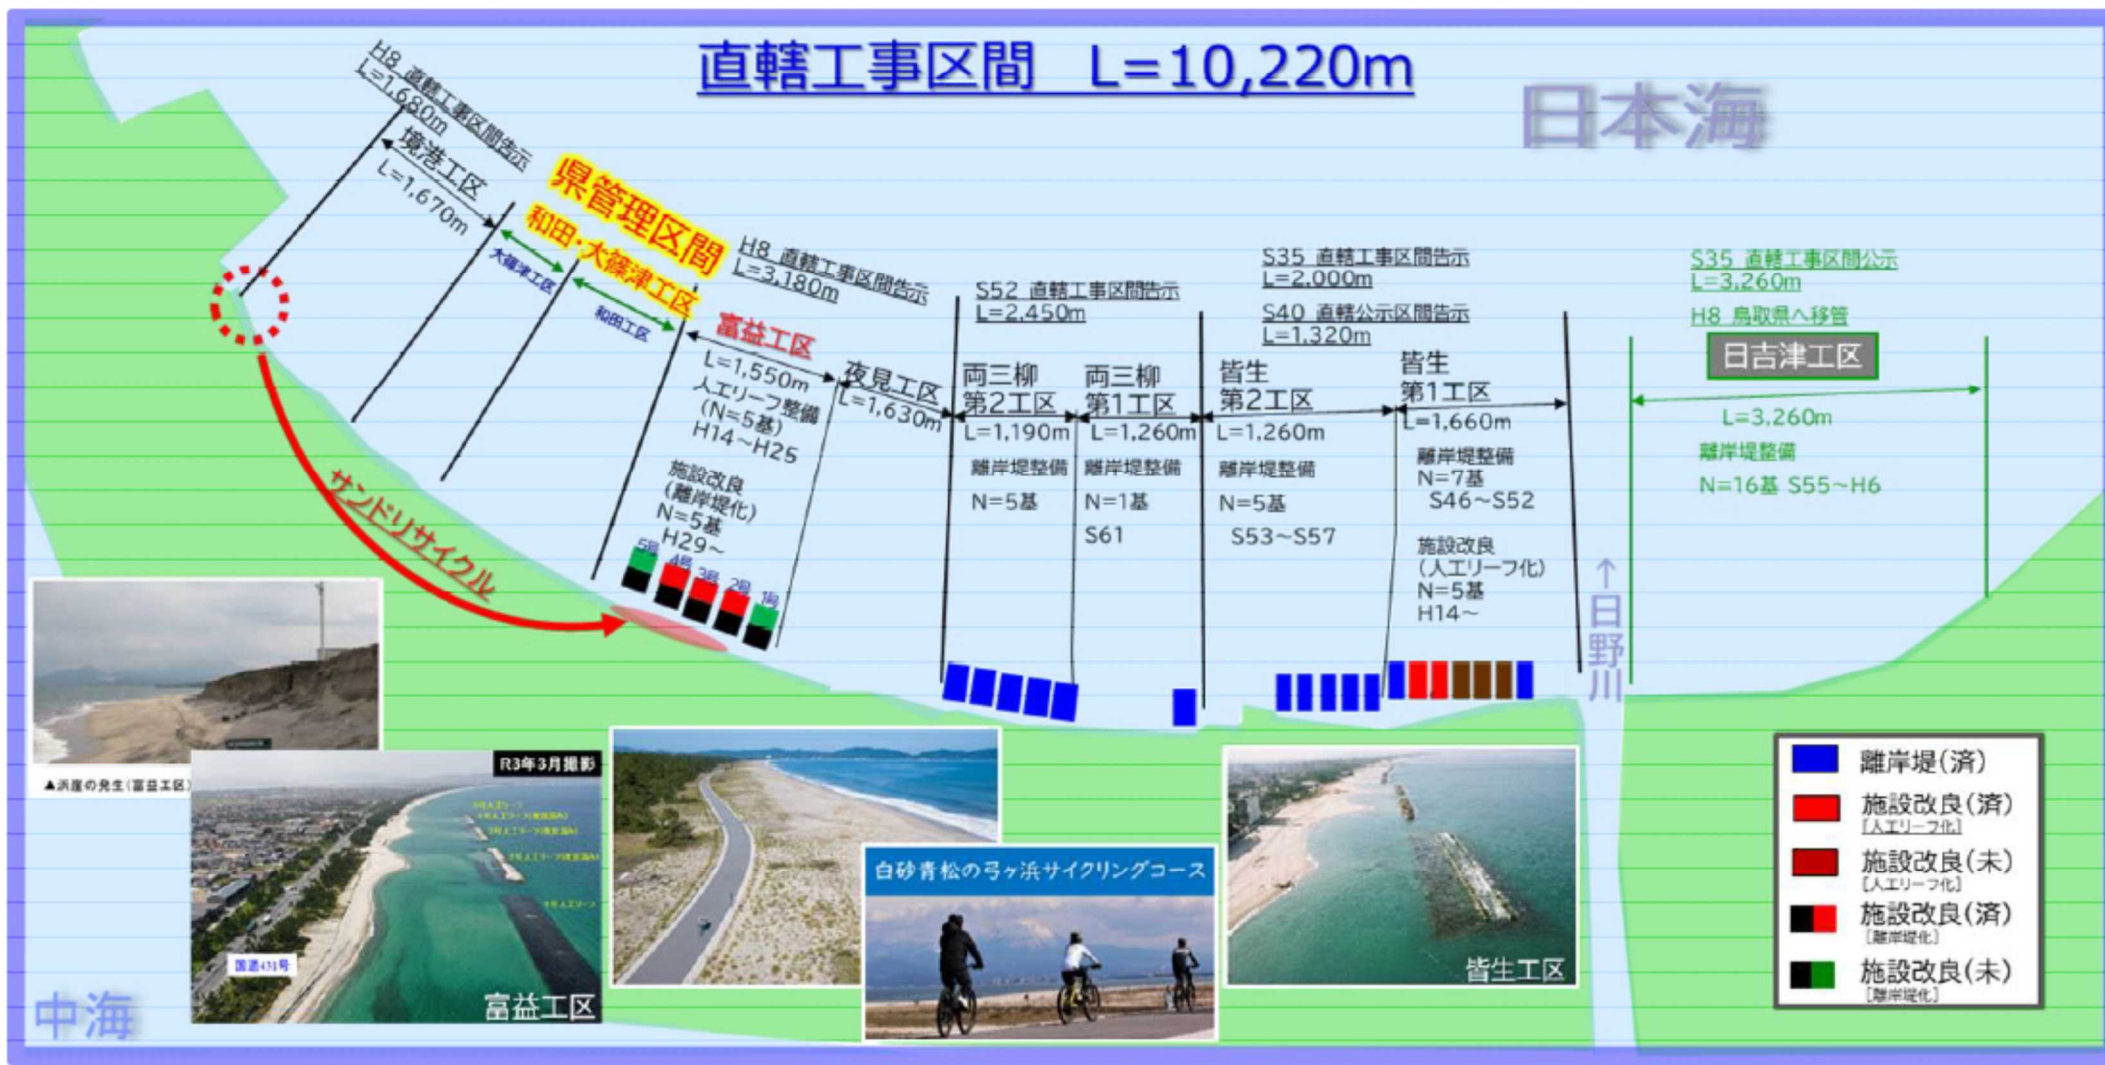 直轄工事区間 L=10,220m
日本海
H8 直轄工事区間告示
L=1,680m
境港工区
L=1,670m
県管理区間
和田・大篠津工区
大篠津工区
和田工区
H8 直轄工事区間告示
L=3,180m
富益工区
L=1,550m
人工リーフ整備
(N=5基)
H14～H25
施設改良
(離岸堤化)
N=5基
H29～
5号
4号
3号
2号
1号
夜見工区
L=1,630m
S52 直轄工事区間告示
L=2,450m
両三柳
第2工区
L=1,190m
離岸堤整備
N=5基
両三柳
第1工区
L=1,260m
離岸堤整備
N=1基
S61
S35 直轄工事区間告示
L=2,000m
S40 直轄公示区間告示
L=1,320m
皆生
第2工区
L=1,260m
離岸堤整備
N=5基
S53～S57
皆生
第1工区
L=1,660m
離岸堤整備
N=7基
S46～S52
施設改良
(人工リーフ化)
N=5基
H14～
S35 直轄工事区間公示
L=3,260m
H8 鳥取県へ移管
日吉津工区
L=3,260m
離岸堤整備
N=16基 S55～H6
↑日野川
サンドリサイクル
▲浜崖の発生(富益工区)
R3年3月撮影
国道431号
富益工区
白砂青松の弓ヶ浜サイクリングコース
皆生工区
中海
離岸堤(済)
施設改良(済)
[人工リーフ化]
施設改良(未)
[人工リーフ化]
施設改良(済)
[離岸堤化]
施設改良(未)
[離岸堤化]